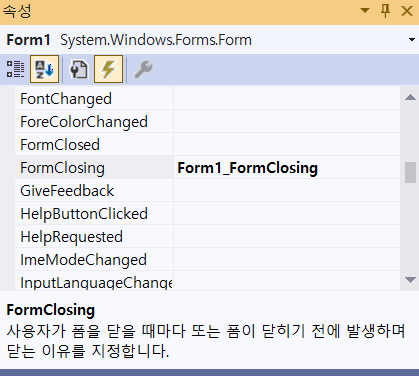 속성
Form1 System.Windows.Forms.Form
FontChanged
ForeColorChanged
FormClosed
FormClosing Form1_FormClosing
GiveFeedback
HelpButtonClicked
HelpRequested
ImeModeChanged
InputLanguageChange
FormClosing
사용자가 폼을 닫을 때마다 또는 폼이 닫히기 전에 발생하며
닫는 이유를 지정합니다.